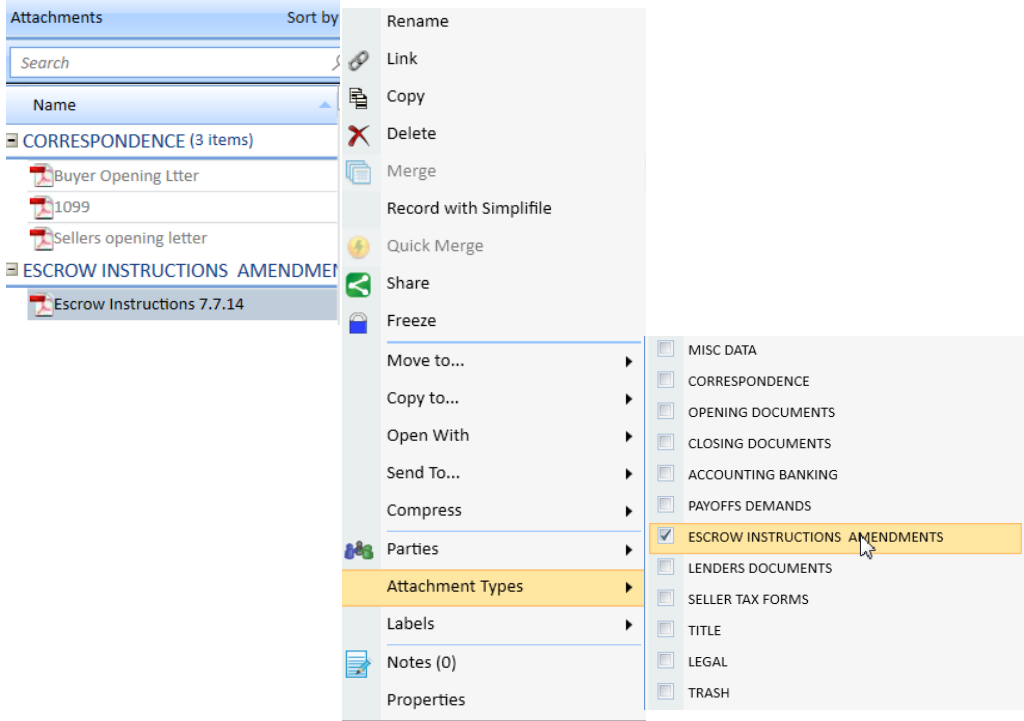 Attachments
Sort by
Search
Name
CORRESPONDENCE (3 items)
Buyer Opening Ltter
1099
Sellers opening letter
ESCROW INSTRUCTIONS  AMENDMEN
Escrow Instructions 7.7.14
Rename
Link
Copy
Delete
Merge
Record with Simplifile
Quick Merge
Share
Freeze
Move to...
Copy to...
Open With
Send To...
Compress
Parties
Attachment Types
Labels
Notes (0)
Properties
MISC DATA
CORRESPONDENCE
OPENING DOCUMENTS
CLOSING DOCUMENTS
ACCOUNTING BANKING
PAYOFFS DEMANDS
ESCROW INSTRUCTIONS  AMENDMENTS
LENDERS DOCUMENTS
SELLER TAX FORMS
TITLE
LEGAL
TRASH